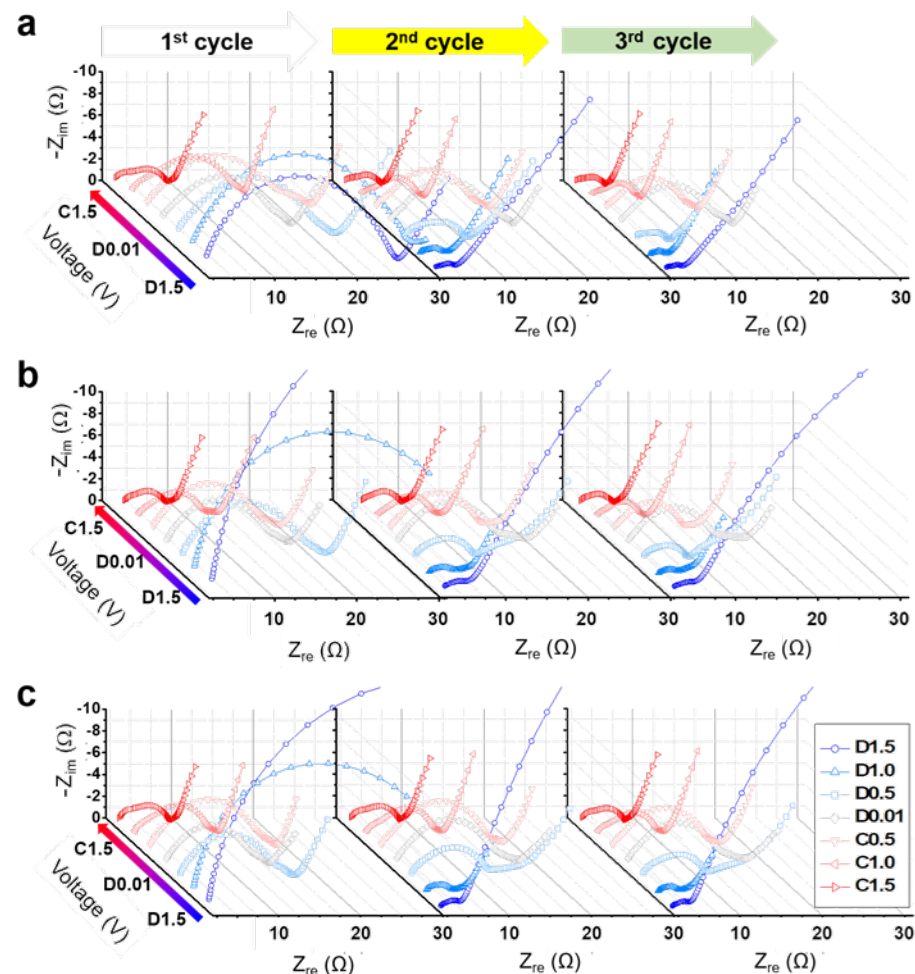 a
1st cycle
2nd cycle
3rd cycle
-Zim (Ω)
-10
-8
-6
-4
-2
0
C1.5
D0.01
D1.5
Voltage (V)
10 20 30 10 20 30 10 20 30
Zre (Ω) Zre (Ω) Zre (Ω)
b
-Zim (Ω)
-10
-8
-6
-4
-2
0
C1.5
D0.01
D1.5
Voltage (V)
10 20 30 10 20 30 10 20 30
Zre (Ω) Zre (Ω) Zre (Ω)
c
-Zim (Ω)
-10
-8
-6
-4
-2
0
C1.5
D0.01
D1.5
Voltage (V)
10 20 30 10 20 30 10 20 30
Zre (Ω) Zre (Ω) Zre (Ω)
D1.5
D1.0
D0.5
D0.01
C0.5
C1.0
C1.5